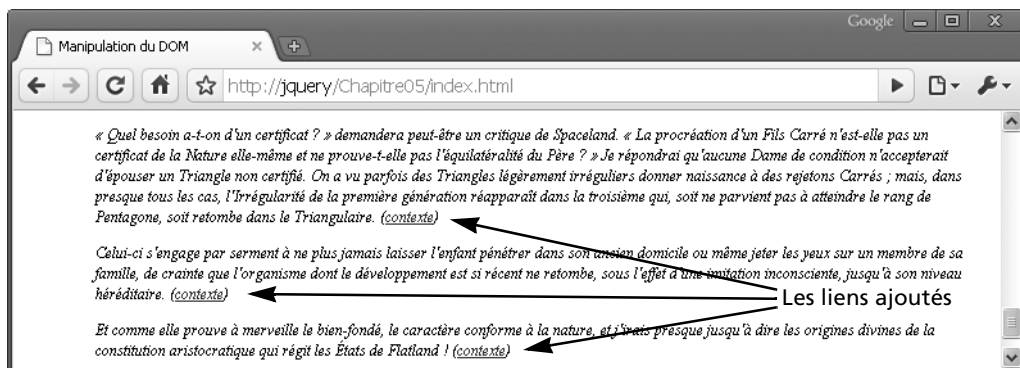 Google
Manipulation du DOM
http://jquery/Chapitre05/index.html
« Quel besoin a-t-on d'un certificat ? » demandera peut-être un critique de Spaceland. « La procréation d'un Fils Carré n'est-elle pas un
certificat de la Nature elle-même et ne prouve-t-elle pas l'équilatéralité du Père ? » Je répondrai qu'aucune Dame de condition n'accepterait
d'épouser un Triangle non certifié. On a vu parfois des Triangles légèrement irréguliers donner naissance à des rejetons Carrés ; mais, dans
presque tous les cas, l'Irrégularité de la première génération réapparaît dans la troisième qui, soit ne parvient pas à atteindre le rang de
Pentagone, soit retombe dans le Triangulaire. (contexte)
Celui-ci s'engage par serment à ne plus jamais laisser l'enfant pénétrer dans son ancien domicile ou même jeter les yeux sur un membre de sa
famille, de crainte que l'organisme dont le développement est si récent ne retombe, sous l'effet d'une imitation inconsciente, jusqu'à son niveau
héréditaire. (contexte)
Les liens ajoutés
Et comme elle prouve à merveille le bien-fondé, le caractère conforme à la nature, et j'irais presque jusqu'à dire les origines divines de la
constitution aristocratique qui régit les États de Flatland ! (contexte)